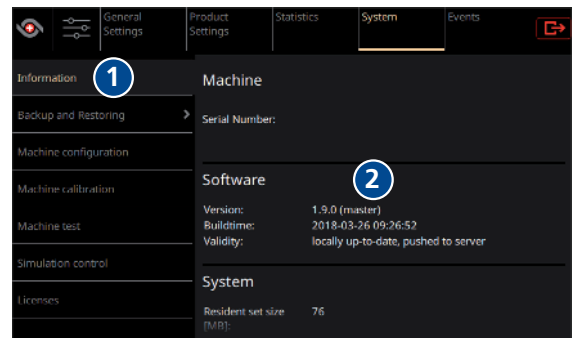 General
Settings
Product
Settings
Statistics
System
Events
Information
1
Backup and Restoring
Machine configuration
Machine calibration
Machine test
Simulation control
Licenses
Machine
Serial Number:
Software
2
Version: 1.9.0 (master)
Buildtime: 2018-03-26 09:26:52
Validity: locally up-to-date, pushed to server
System
Resident set size 76
[MB]: